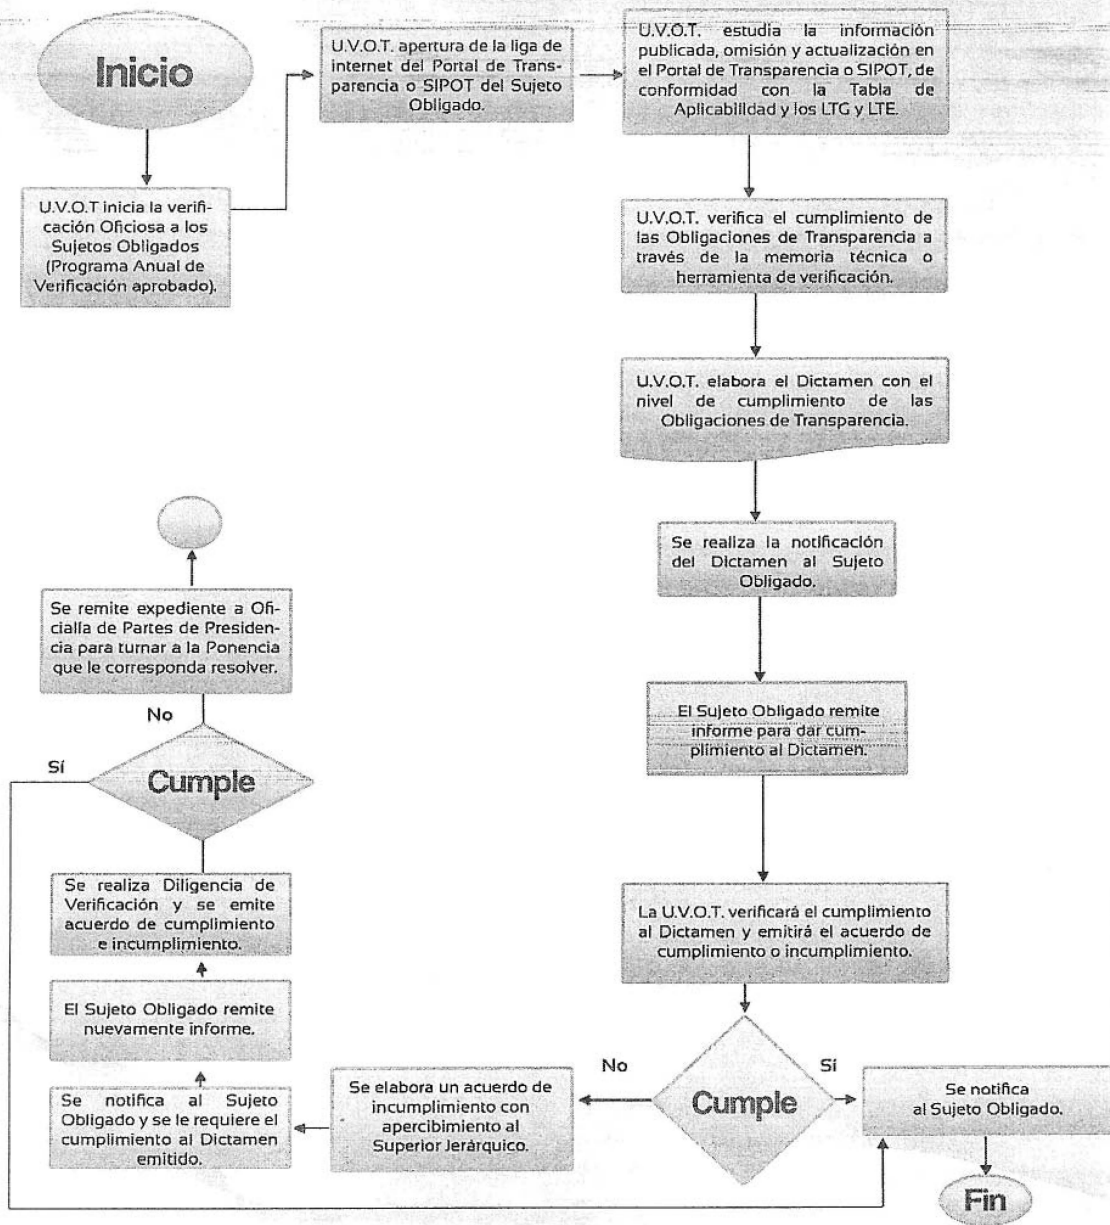 Inicio
U.V.O.T inicia la verifi-
cación Oficiosa a los
Sujetos Obligados
(Programa Anual de
Verificación aprobado).
U.V.O.T. apertura de la liga de
internet del Portal de Trans-
parencia o SIPOT del Sujeto
Obligado.
U.V.O.T. estudia la información
publicada, omisión y actualización en
el Portal de Transparencia o SIPOT, de
conformidad con la Tabla de
Aplicabilidad y los LTG y LTE.
U.V.O.T. verifica el cumplimiento de
las Obligaciones de Transparencia a
través de la memoria técnica o
herramienta de verificación.
U.V.O.T. elabora el Dictamen con el
nivel de cumplimiento de las
Obligaciones de Transparencia.
Se realiza la notificación
del Dictamen al Sujeto
Obligado.
El Sujeto Obligado remite
informe para dar cum-
plimiento al Dictamen.
La U.V.O.T. verificará el cumplimiento
al Dictamen y emitirá el acuerdo de
cumplimiento o incumplimiento.
Cumple
No
Sí
Se notifica
al Sujeto Obligado.
Fin
Se elabora un acuerdo de
incumplimiento con
apercibimiento al
Superior Jerárquico.
Se notifica al Sujeto
Obligado y se le requiere el
cumplimiento al Dictamen
emitido.
El Sujeto Obligado remite
nuevamente informe.
Se realiza Diligencia de
Verificación y se emite
acuerdo de cumplimiento
e incumplimiento.
Cumple
Sí
No
Se remite expediente a Ofi-
cialía de Partes de Presiden-
cia para turnar a la Ponencia
que le corresponda resolver.